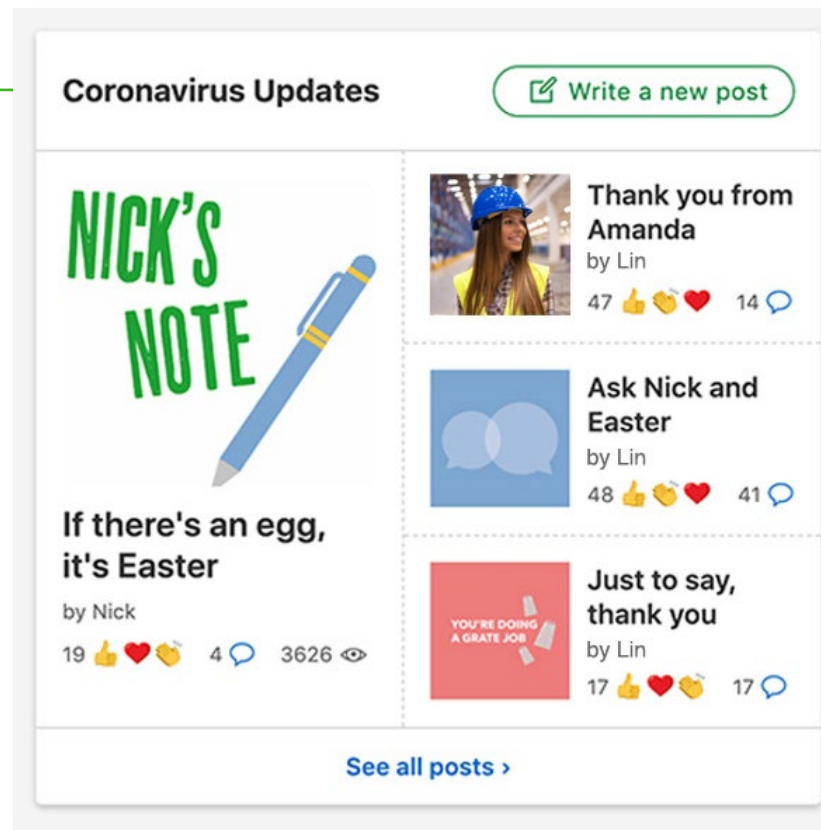 Coronavirus Updates
Write a new post
NICK'S
NOTE
If there's an egg,
it's Easter
by Nick
19 4 3626
Thank you from
Amanda
by Lin
47 14
Ask Nick and
Easter
by Lin
48 41
YOU'RE DOING
A GRATE JOB
Just to say,
thank you
by Lin
17 17
See all posts ›